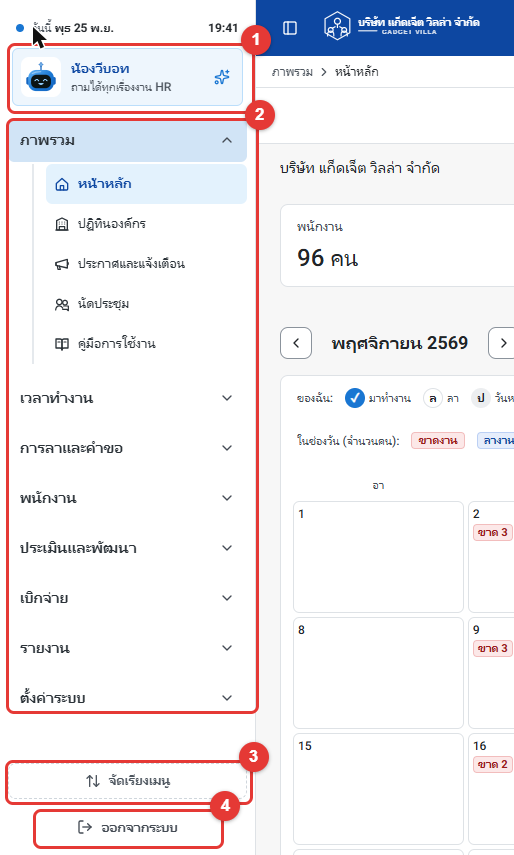 วันนี้ พุธ 25 พ.ย. 19:41
1
น้องวีบอท
ถามได้ทุกเรื่องงาน HR
2
ภาพรวม
หน้าหลัก
ปฏิทินองค์กร
ประกาศและแจ้งเตือน
นัดประชุม
คู่มือการใช้งาน
เวลาทำงาน
การลาและคำขอ
พนักงาน
ประเมินและพัฒนา
เบิกจ่าย
รายงาน
ตั้งค่าระบบ
3
จัดเรียงเมนู
4
ออกจากระบบ
บริษัท แก็ดเจ็ต วิลล่า จำกัด
GADGET VILLA
ภาพรวม > หน้าหลัก
บริษัท แก็ดเจ็ต วิลล่า จำกัด
พนักงาน
96 คน
พฤศจิกายน 2569
ของฉัน: มาทำงาน ล ลา ป วันห
ในช่องวัน (จำนวนคน): ขาดงาน ลางาน
อา
1 2
ขาด 3
8 9
ขาด 3
15 16
ขาด 2